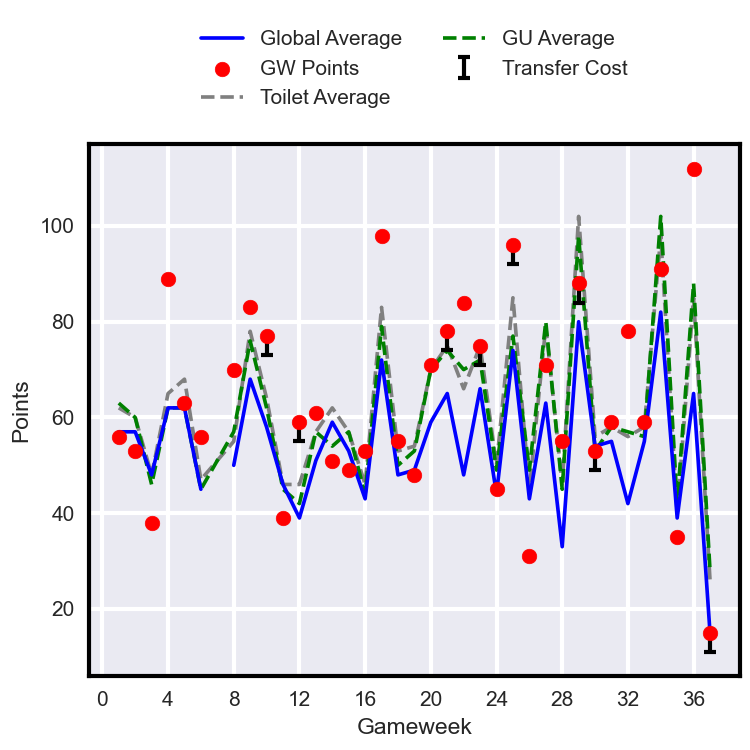 Global Average
GW Points
Toilet Average
GU Average
Transfer Cost
Points
100
80
60
40
20
0 4 8 12 16 20 24 28 32 36
Gameweek